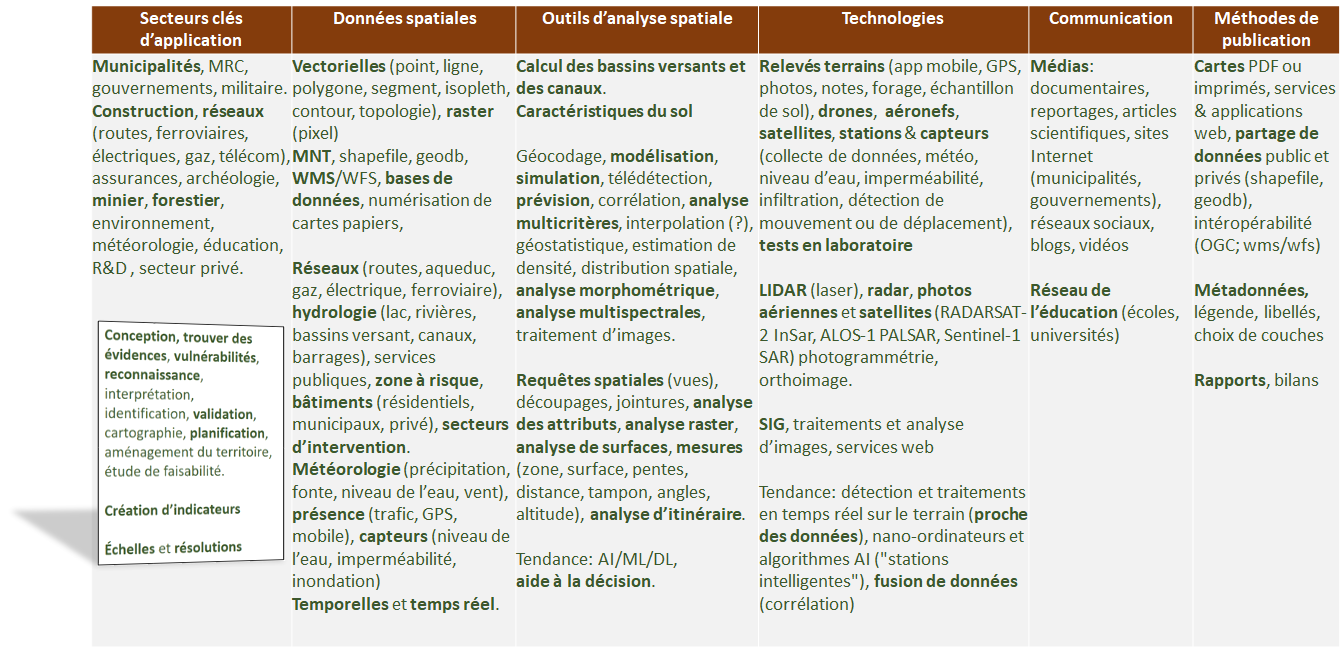 Secteurs clés
d’application
Municipalités, MRC,
gouvernements, militaire.
Construction, réseaux
(routes, ferroviaires,
électriques, gaz, télécom),
assurances, archéologie,
minier, forestier,
environnement,
météorologie, éducation,
R&D , secteur privé.
Conception, trouver des
évidences, vulnérabilités,
reconnaissance,
interprétation,
identification, validation,
cartographie, planification,
aménagement du territoire,
étude de faisabilité.
Création d’indicateurs
Échelles et résolutions
Données spatiales
Vectorielles (point, ligne,
polygone, segment, isopleth,
contour, topologie), raster
(pixel)
MNT, shapefile, geodb,
WMS/WFS, bases de
données, numérisation de
cartes papiers,
Réseaux (routes, aqueduc,
gaz, électrique, ferroviaire),
hydrologie (lac, rivières,
bassins versant, canaux,
barrages), services
publiques, zone à risque,
bâtiments (résidentiels,
municipaux, privé), secteurs
d’intervention.
Météorologie (précipitation,
fonte, niveau de l’eau, vent),
présence (trafic, GPS,
mobile), capteurs (niveau de
l’eau, imperméabilité,
inondation)
Temporelles et temps réel.
Outils d’analyse spatiale
Calcul des bassins versants et
des canaux.
Caractéristiques du sol
Géocodage, modélisation,
simulation, télédétection,
prévision, corrélation, analyse
multicritères, interpolation (?),
géostatistique, estimation de
densité, distribution spatiale,
analyse morphométrique,
analyse multispectrales,
traitement d’images.
Requêtes spatiales (vues),
découpages, jointures, analyse
des attributs, analyse raster,
analyse de surfaces, mesures
(zone, surface, pentes,
distance, tampon, angles,
altitude), analyse d’itinéraire.
Tendance: AI/ML/DL,
aide à la décision.
Technologies
Relevés terrains (app mobile, GPS,
photos, notes, forage, échantillon
de sol), drones, aéronefs,
satellites, stations & capteurs
(collecte de données, météo,
niveau d’eau, imperméabilité,
infiltration, détection de
mouvement ou de déplacement),
tests en laboratoire
LIDAR (laser), radar, photos
aériennes et satellites (RADARSAT-
2 InSar, ALOS-1 PALSAR, Sentinel-1
SAR) photogrammétrie,
orthoimage.
SIG, traitements et analyse
d’images, services web
Tendance: détection et traitements
en temps réel sur le terrain (proche
des données), nano-ordinateurs et
algorithmes AI ("stations
intelligentes"), fusion de données
(corrélation)
Communication
Médias:
documentaires,
reportages, articles
scientifiques, sites
Internet
(municipalités,
gouvernements),
réseaux sociaux,
blogs, vidéos
Réseau de
l’éducation (écoles,
universités)
Méthodes de
publication
Cartes PDF ou
imprimés, services
& applications
web, partage de
données public et
privés (shapefile,
geodb),
intéropérabilité
(OGC; wms/wfs)
Métadonnées,
légende, libellés,
choix de couches
Rapports, bilans